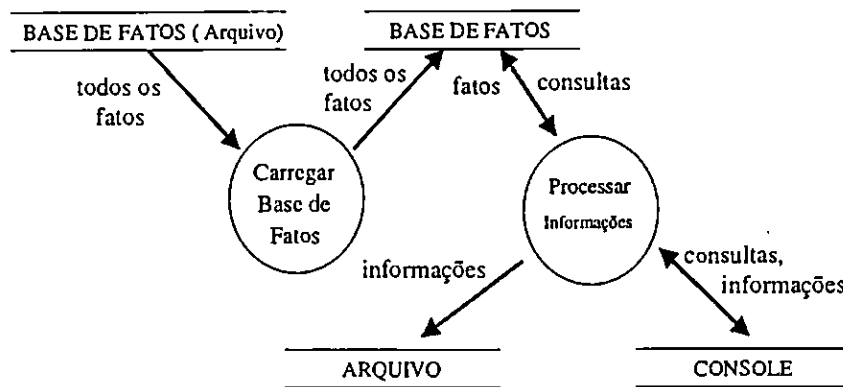 BASE DE FATOS ( Arquivo)
BASE DE FATOS
todos os
fatos
todos os
fatos
fatos
consultas
Carregar
Base de
Fatos
Processar
Informações
informações
consultas,
informações
ARQUIVO
CONSOLE